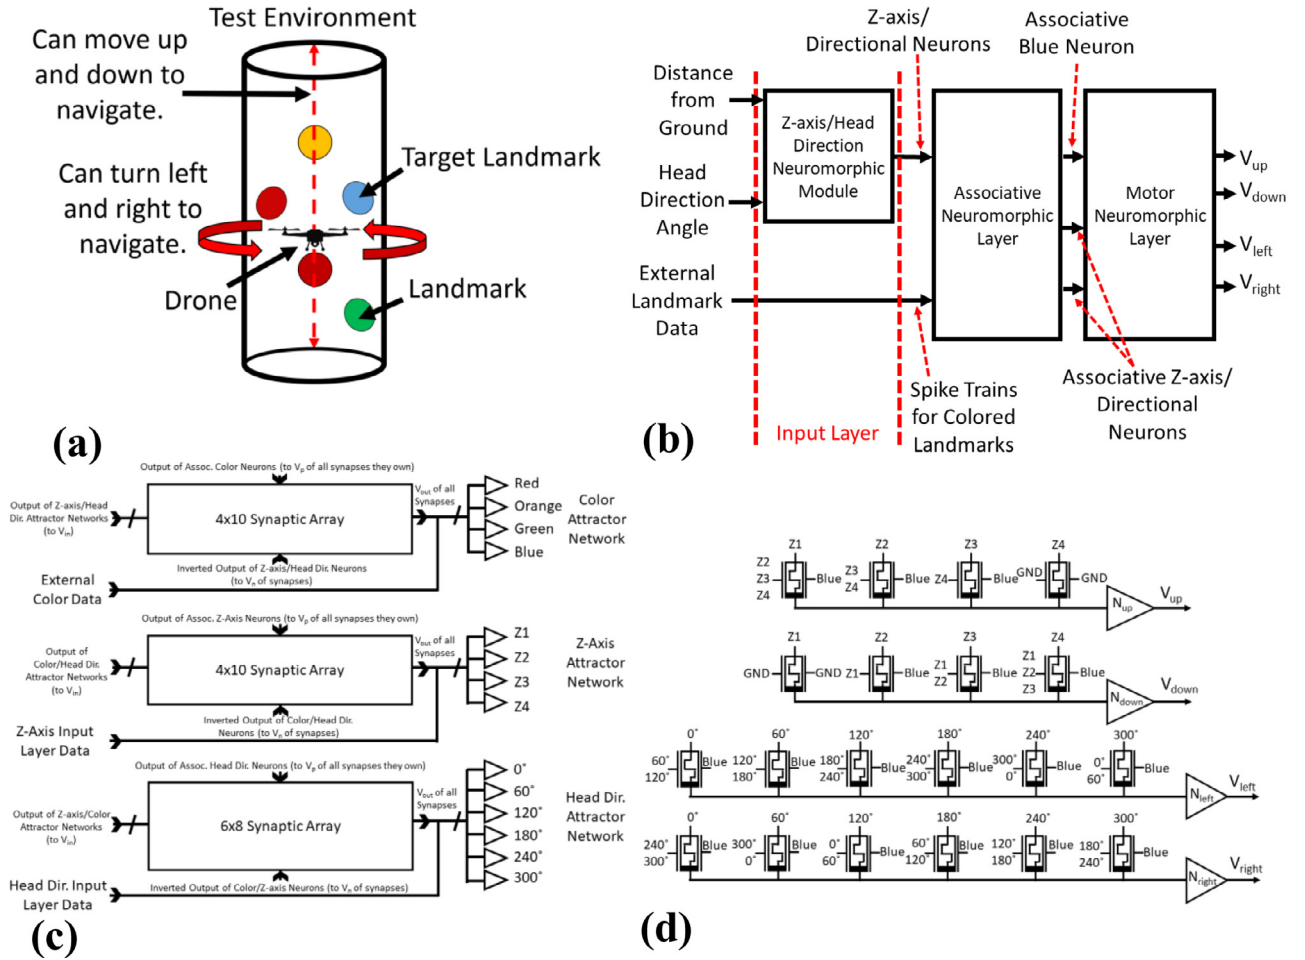 Test Environment
Can move up
and down to
navigate.
Can turn left
and right to
navigate.
Target Landmark
Drone
Landmark
(a)
Z-axis/
Directional Neurons
Associative
Blue Neuron
Distance
from
Ground
Head
Direction
Angle
External
Landmark
Data
Z-axis/Head
Direction
Neuromorphic
Module
Associative
Neuromorphic
Layer
Motor
Neuromorphic
Layer
Vup
Vdown
Vleft
Vright
Input Layer
Spike Trains
for Colored
Landmarks
Associative Z-axis/
Directional
Neurons
(b)
Output of Assoc. Color Neurons (to Vp of all synapses they own)
Output of Z-axis/Head
Dir. Attractor Networks
(to Vin)
4x10 Synaptic Array
Vout of all
Synapses
Red
Orange
Green
Blue
Color
Attractor
Network
Inverted Output of Z-axis/Head Dir. Neurons
(to Vn of synapses)
External
Color Data
Output of Assoc. Z-Axis Neurons (to Vp of all synapses they own)
Output of
Color/Head Dir.
Attractor Networks
(to Vin)
4x10 Synaptic Array
Vout of all
Synapses
Z1
Z2
Z3
Z4
Z-Axis
Attractor
Network
Inverted Output of Color/Head Dir.
Neurons (to Vn of synapses)
Z-Axis Input
Layer Data
Output of Assoc. Head Dir. Neurons (to Vp of all synapses they own)
Output of Z-axis/Color
Attractor Networks
(to Vin)
6x8 Synaptic Array
Vout of all
Synapses
0°
60°
120°
180°
240°
300°
Head Dir.
Attractor
Network
Inverted Output of Color/Z-axis Neurons (to Vn of synapses)
Head Dir. Input
Layer Data
(c)
Z1 Z2 Z3 Z4
Z2
Z3
Z4
Blue
Z3
Z4
Blue
Z4
Blue
GND
GND
Nup
Vup
Z1 Z2 Z3 Z4
GND
GND
Z1
Blue
Z1
Z2
Blue
Z1
Z2
Z3
Blue
Ndown
Vdown
0° 60° 120° 180° 240° 300°
60°
120°
Blue
120°
180°
Blue
180°
240°
Blue
240°
300°
Blue
300°
0°
Blue
0°
60°
Blue
Nleft
Vleft
0° 60° 120° 180° 240° 300°
240°
300°
Blue
300°
0°
Blue
0°
60°
Blue
60°
120°
Blue
120°
180°
Blue
180°
240°
Blue
Nright
Vright
(d)